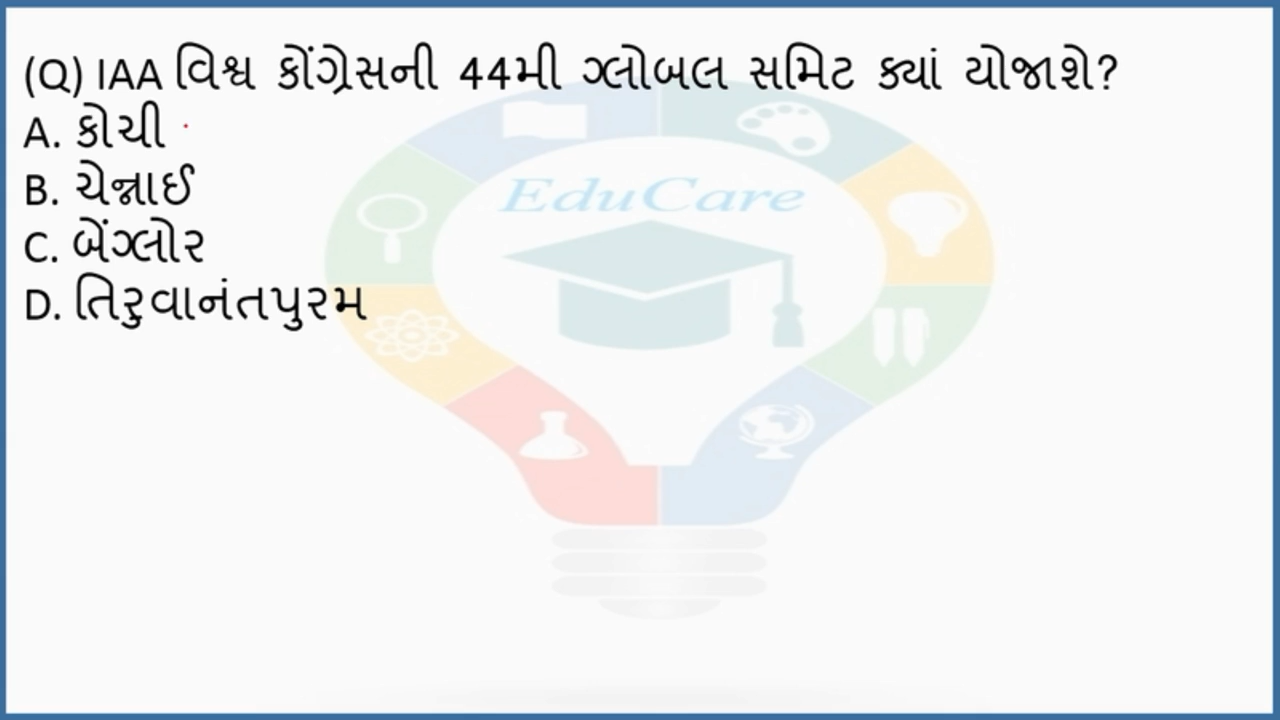 (Q) IAA વિશ્વ કોંગ્રેસની 44મી ગ્લોબલ સમિટ ક્યાં યોજાશે?
A. કોચી
B. ચેન્નાઈ
C. બેંગ્લોર
D. તિરુવાનંતપુરમ
EduCare